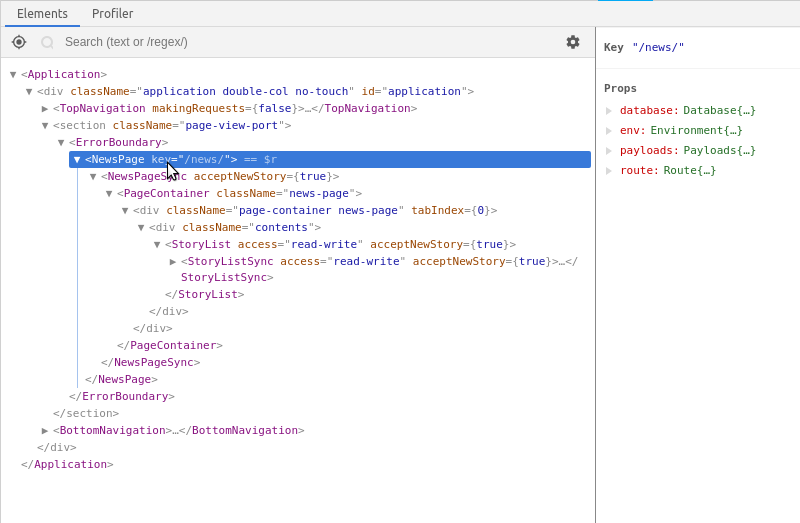 Elements Profiler
Search (text or /regex/)
▼ <Application>
▼ <div className="application double-col no-touch" id="application">
▶ <TopNavigation makingRequests={false}>…</TopNavigation>
▼ <section className="page-view-port">
▼ <ErrorBoundary>
▼ <NewsPage key="/news/"> == $r
▼ <NewsPageSync acceptNewStory={true}>
▼ <PageContainer className="news-page">
▼ <div className="page-container news-page" tabIndex={0}>
▼ <div className="contents">
▼ <StoryList access="read-write" acceptNewStory={true}>
▶ <StoryListSync access="read-write" acceptNewStory={true}>…</
StoryListSync>
</StoryList>
</div>
</div>
</PageContainer>
</NewsPageSync>
</NewsPage>
</ErrorBoundary>
</section>
▶ <BottomNavigation>…</BottomNavigation>
</div>
</Application>
Key "/news/"
Props
database: Database{…}
env: Environment{…}
payloads: Payloads{…}
route: Route{…}